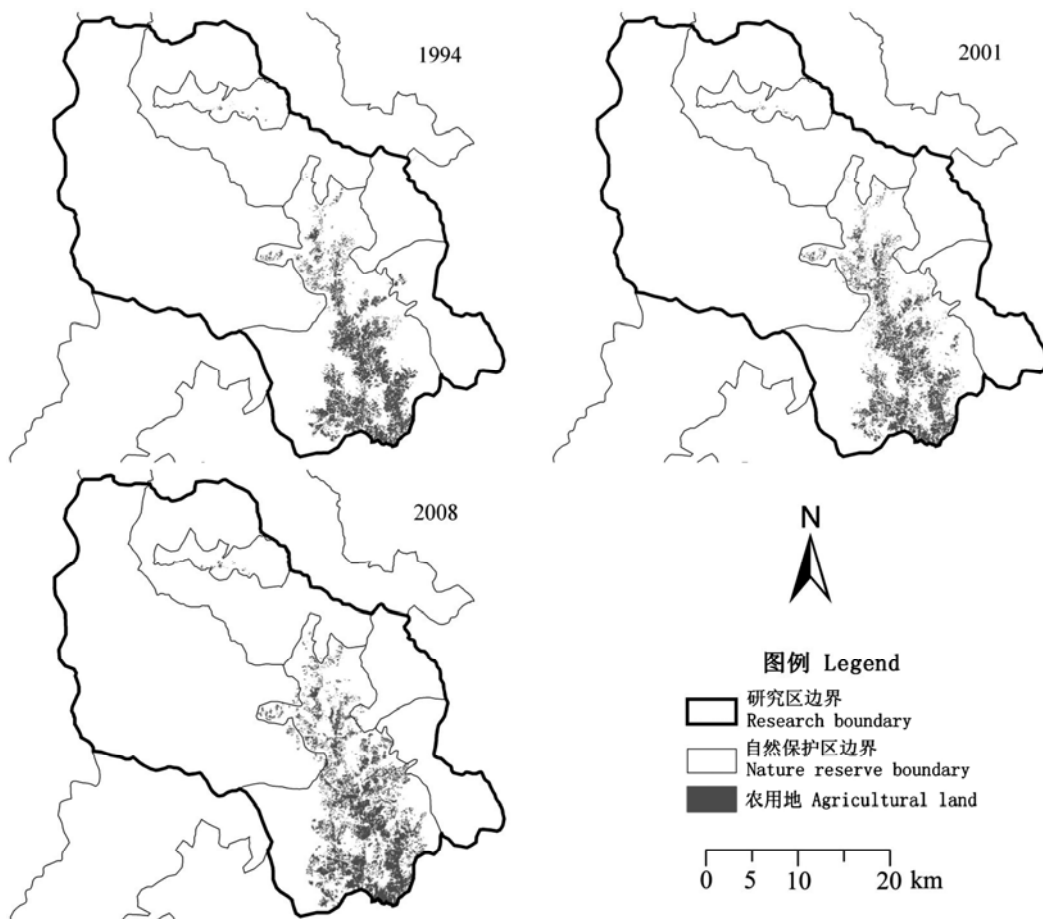 1994
2001
2008
N
图例 Legend
研究区边界
Research boundary
自然保护区边界
Nature reserve boundary
农用地 Agricultural land
0 5 10 20 km